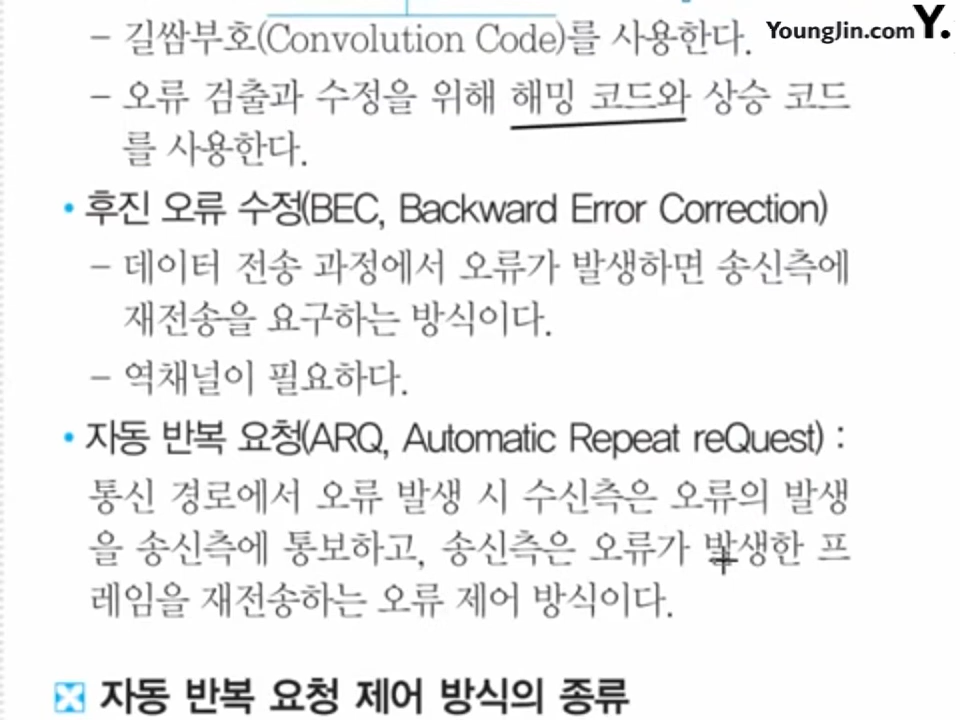 YoungJin.com Y.
– 길쌈부호(Convolution Code)를 사용한다.
– 오류 검출과 수정을 위해 해밍 코드와 상승 코드
를 사용한다.
• 후진 오류 수정(BEC, Backward Error Correction)
– 데이터 전송 과정에서 오류가 발생하면 송신측에
재전송을 요구하는 방식이다.
– 역채널이 필요하다.
• 자동 반복 요청(ARQ, Automatic Repeat reQuest) :
통신 경로에서 오류 발생 시 수신측은 오류의 발생
을 송신측에 통보하고, 송신측은 오류가 발생한 프
레임을 재전송하는 오류 제어 방식이다.
자동 반복 요청 제어 방식의 종류